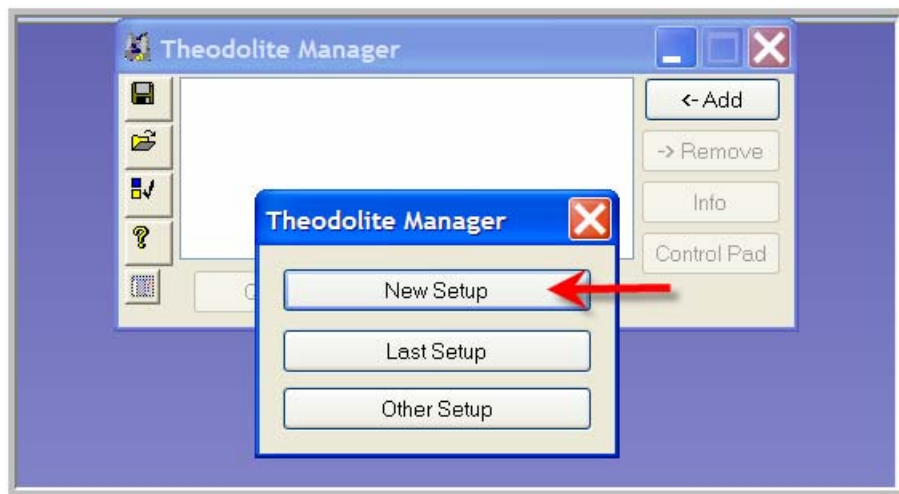 Theodolite Manager
<- Add
-> Remove
Info
Control Pad
Theodolite Manager
New Setup
Last Setup
Other Setup